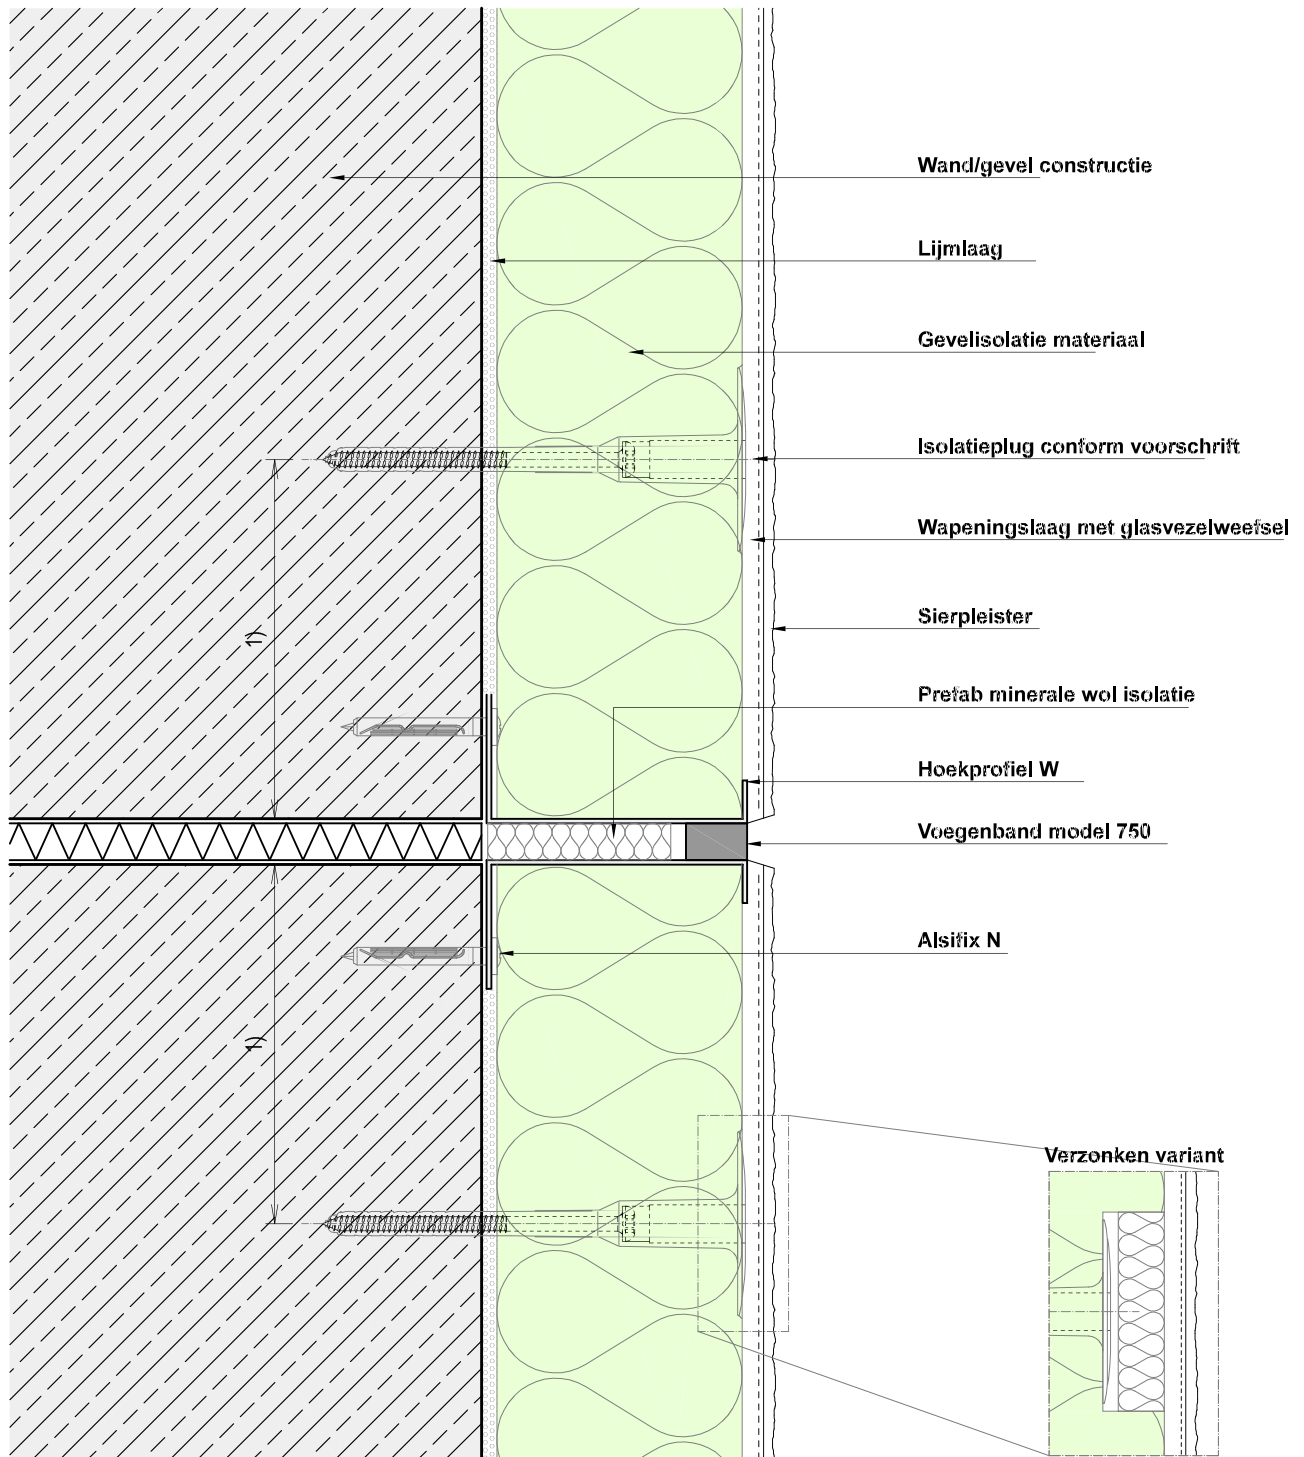 Wand/gevel constructie
Lijmlaag
Gevelisolatie materiaal
Isolatieplug conform voorschrift
Wapeningslaag met glasvezelweefsel
Sierpleister
1)
Prefab minerale wol isolatie
Hoekprofiel W
Voegenband model 750
Alsifix N
1)
Verzonken variant